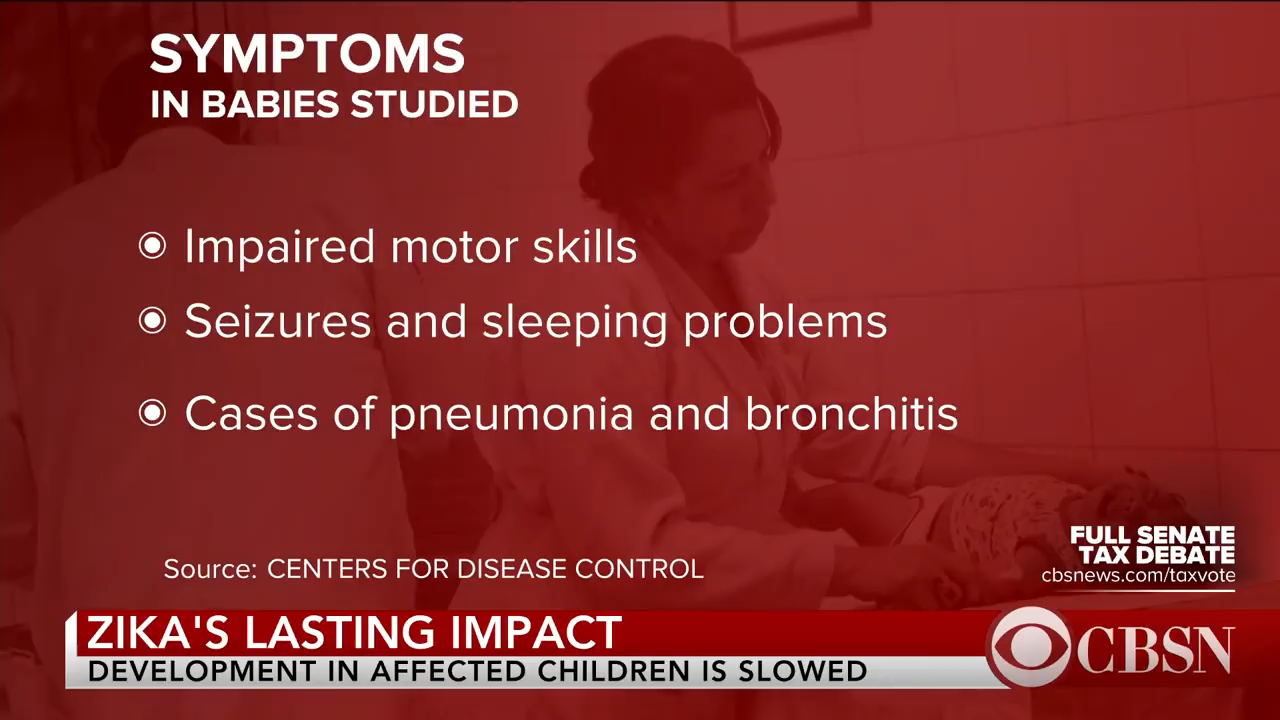 SYMPTOMS
IN BABIES STUDIED
Impaired motor skills
Seizures and sleeping problems
Cases of pneumonia and bronchitis
Source: CENTERS FOR DISEASE CONTROL
FULL SENATE
TAX DEBATE
cbsnews.com/taxvote
ZIKA'S LASTING IMPACT
DEVELOPMENT IN AFFECTED CHILDREN IS SLOWED
CBSN